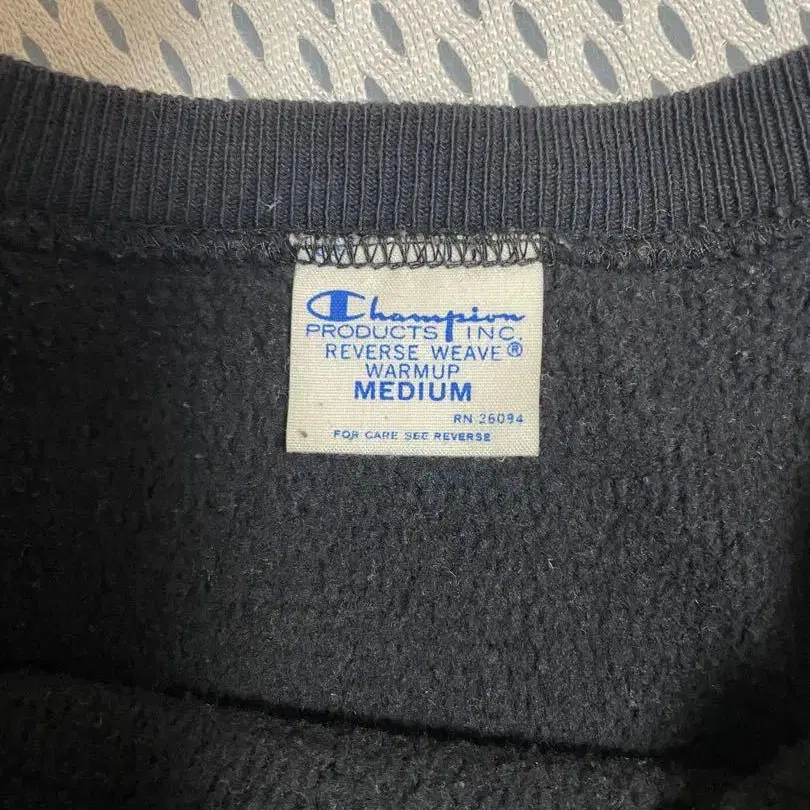 Champion
PRODUCTS INC.
REVERSE WEAVE®
WARMUP
MEDIUM
RN 26094
FOR CARE SEE REVERSE